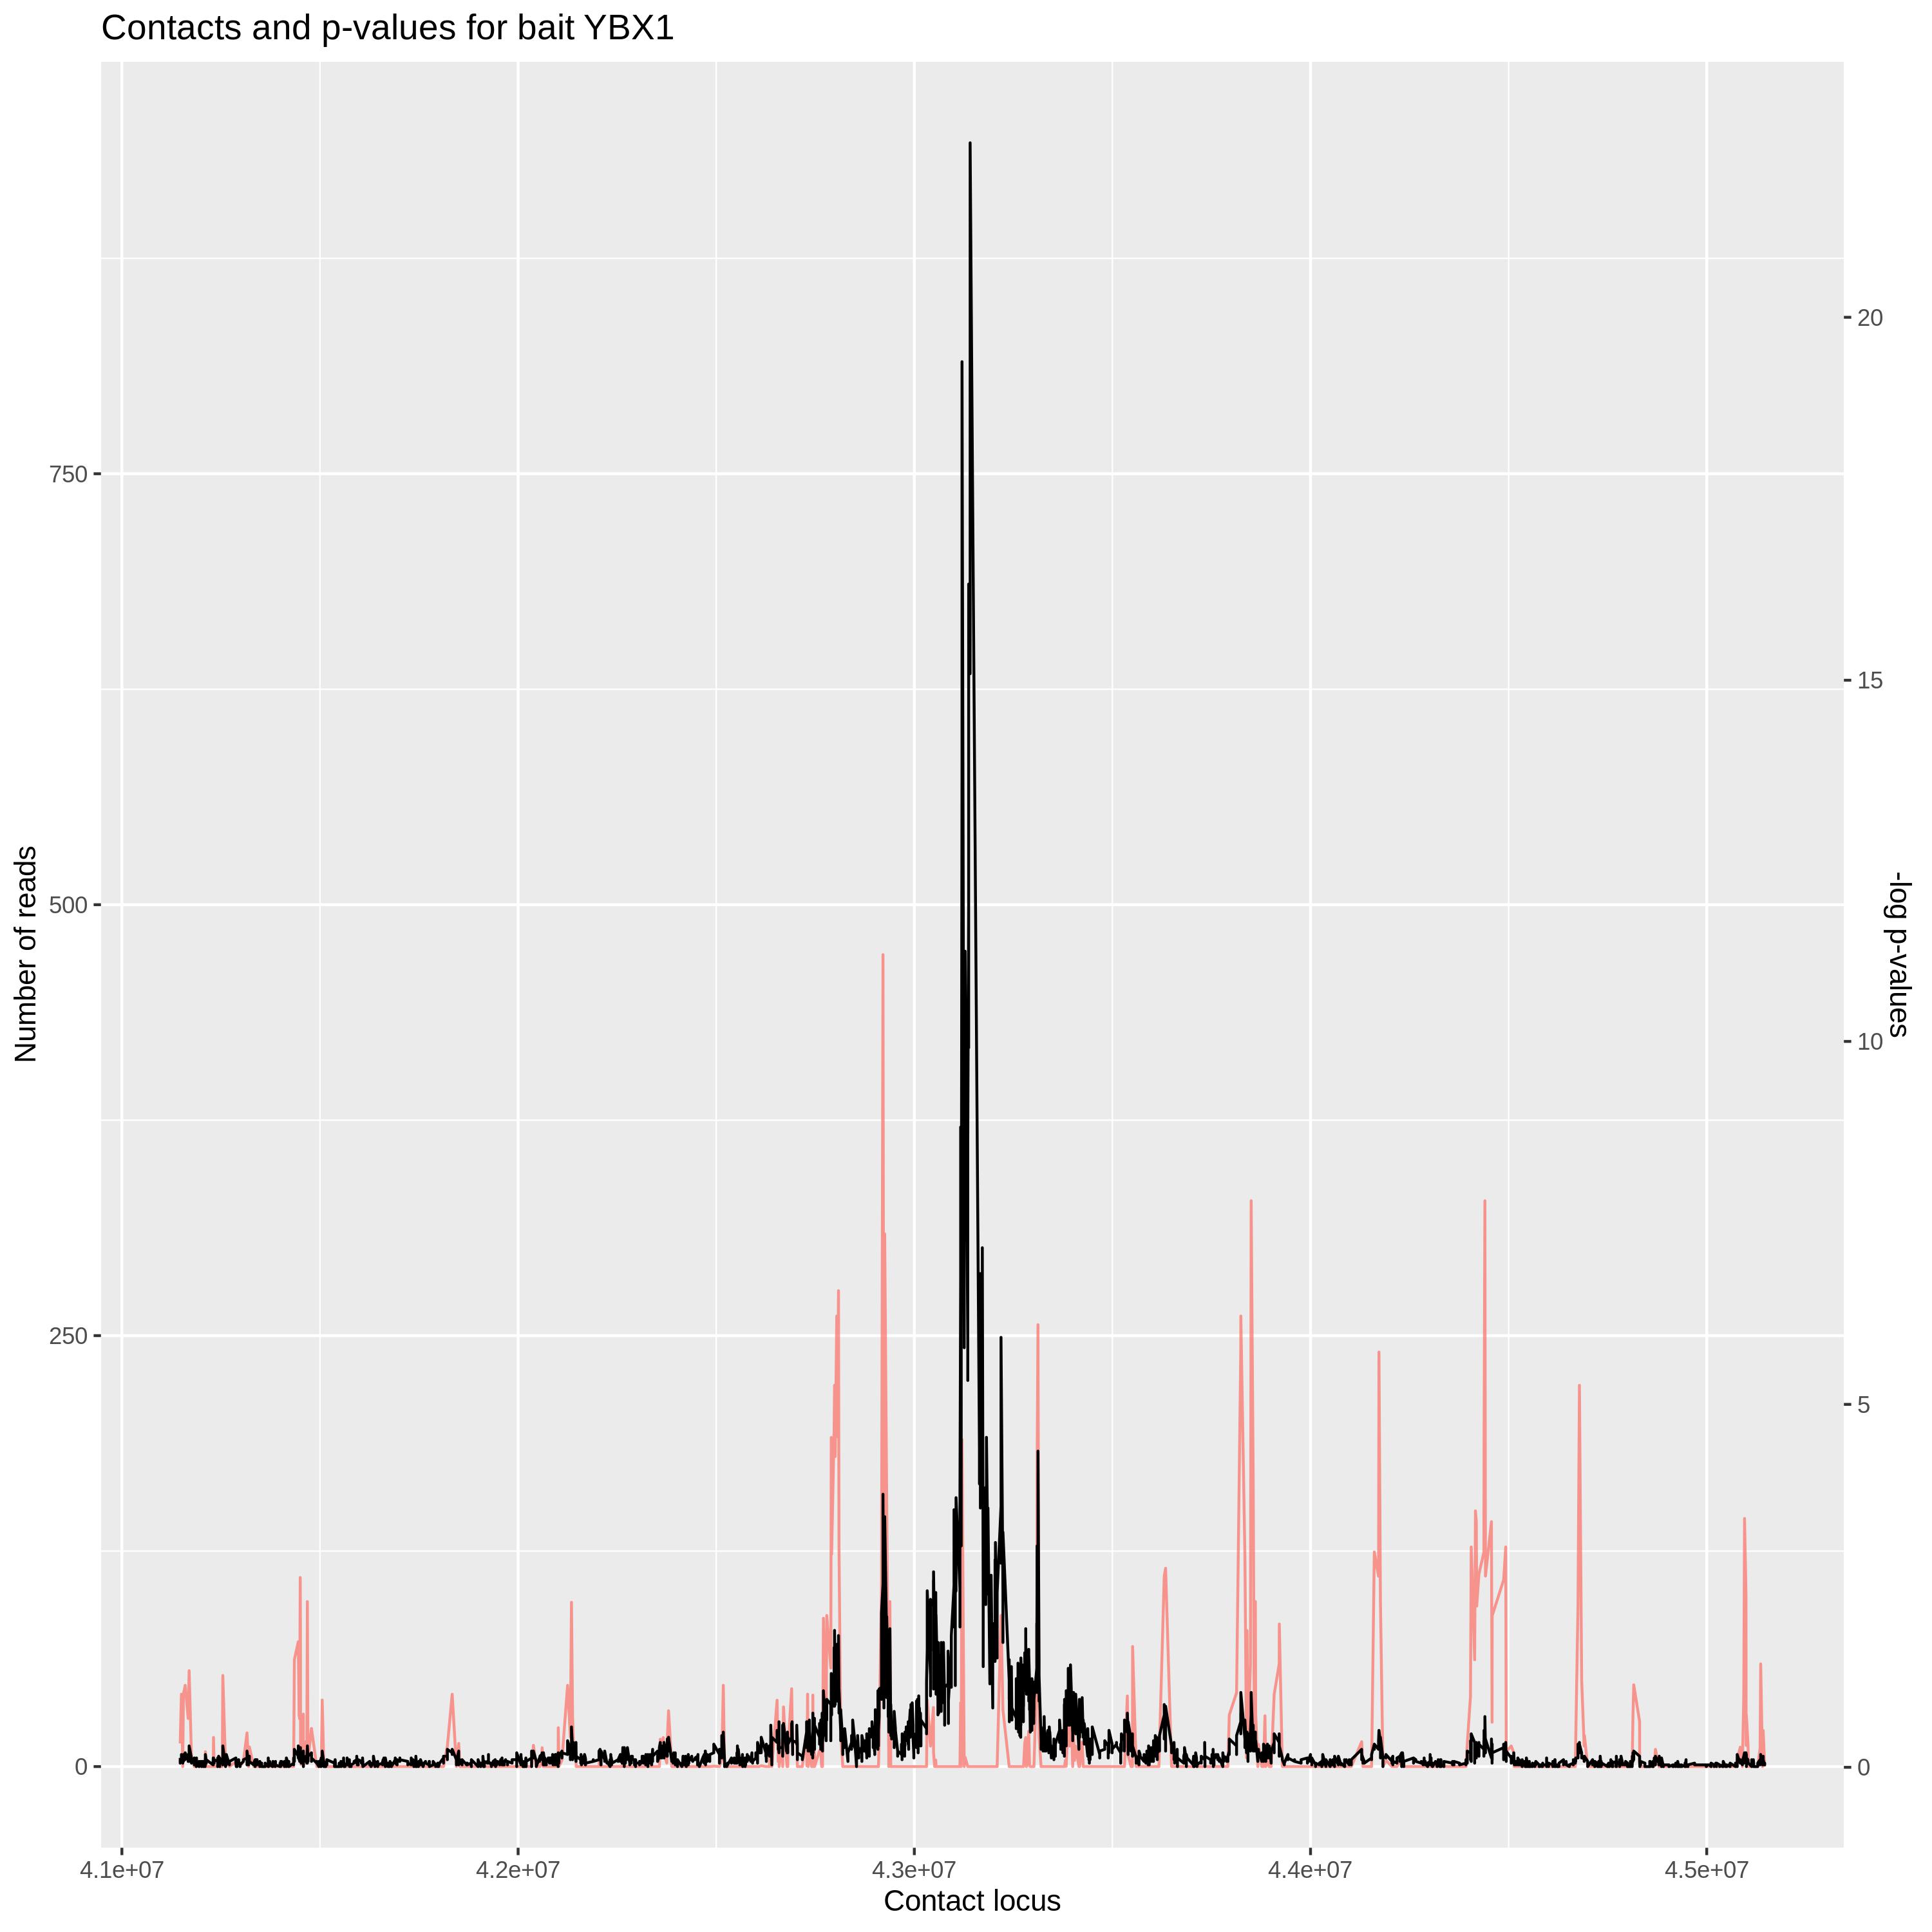 Contacts and p-values for bait YBX1
750
500
250
0
Number of reads
20
15
10
5
0
-log p-values
4.1e+07 4.2e+07 4.3e+07 4.4e+07 4.5e+07
Contact locus